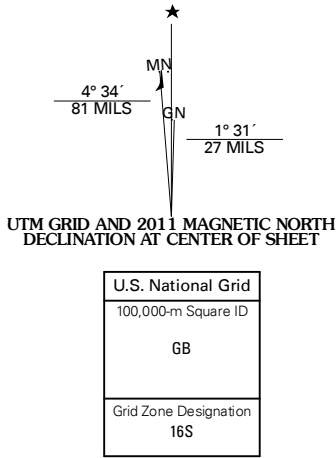 MN
4° 34´
81 MILS
GN
1° 31´
27 MILS
UTM GRID AND 2011 MAGNETIC NORTH
DECLINATION AT CENTER OF SHEET
U.S. National Grid
100,000-m Square ID
GB
Grid Zone Designation
16S